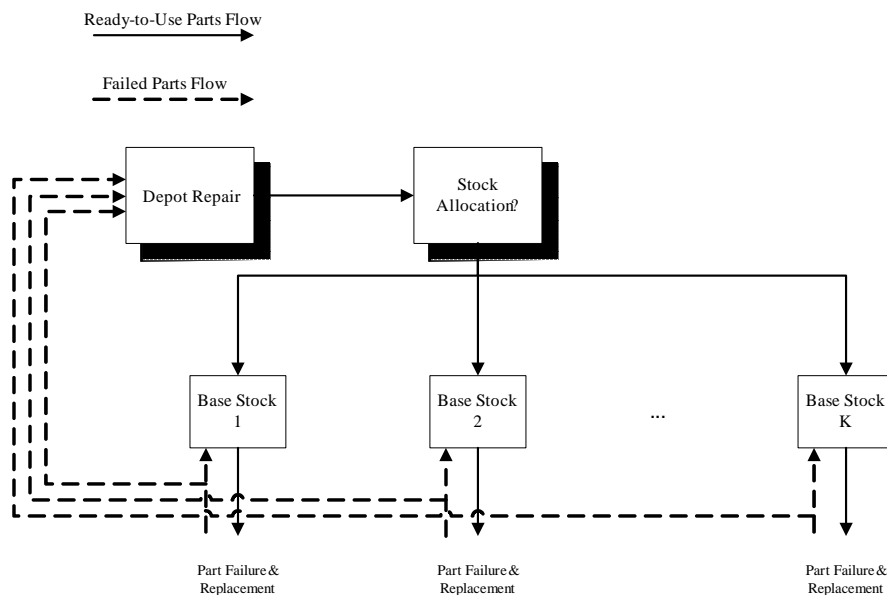 Ready-to-Use Parts Flow
Failed Parts Flow
Depot Repair
Stock
Allocation?
Base Stock
1
Base Stock
2
...
Base Stock
K
Part Failure &
Replacement
Part Failure &
Replacement
Part Failure &
Replacement